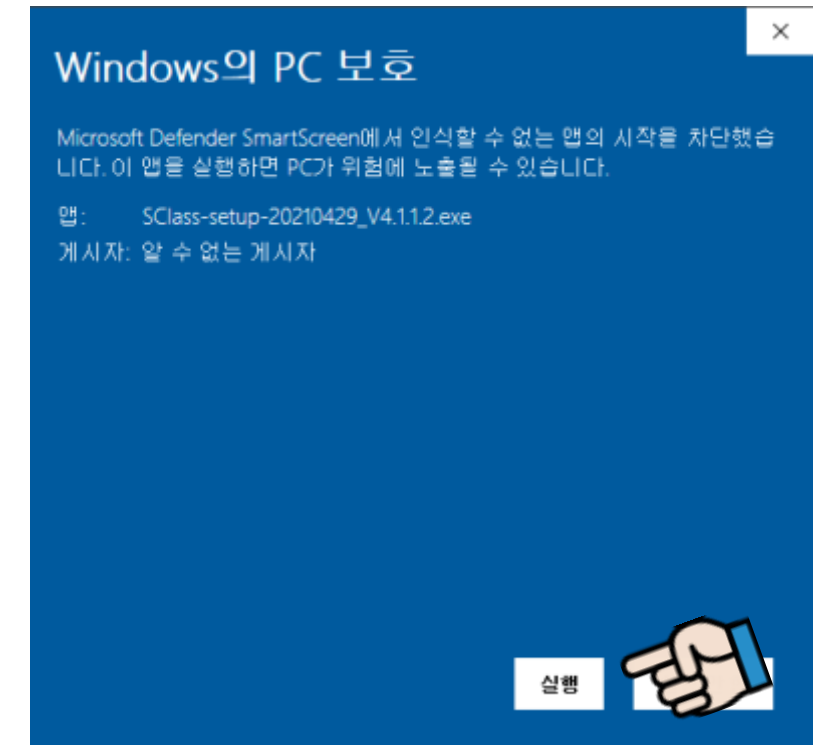 Windows의 PC 보호
Microsoft Defender SmartScreen에서 인식할 수 없는 앱의 시작을 차단했습
니다. 이 앱을 실행하면 PC가 위험에 노출될 수 있습니다.
앱: SClass-setup-20210429_V4.1.1.2.exe
게시자: 알 수 없는 게시자
실행